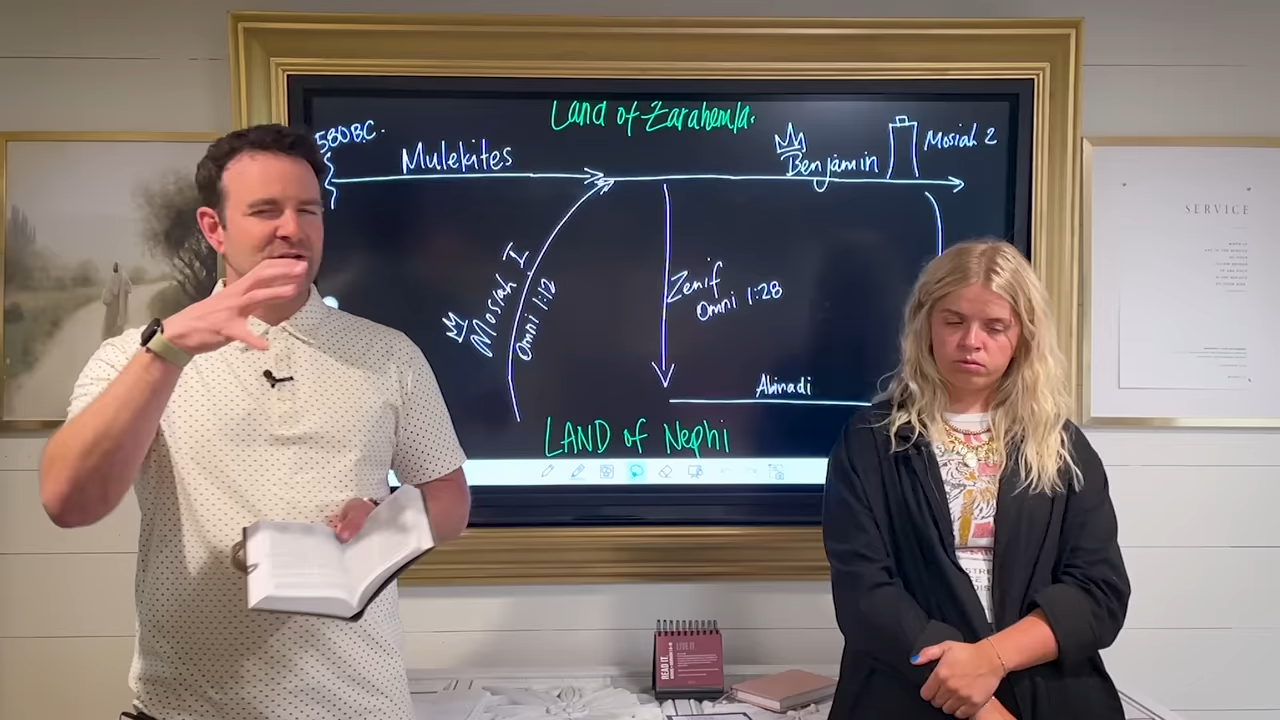 Land of Zarahemla.
580 B.C.
Mulekites
Benjamin
Mosiah 2
Mosiah I
Omni 1:12
Zenif
Omni 1:28
Abinadi
LAND of Nephi
SERVICE
READ IT.
LIVE IT.